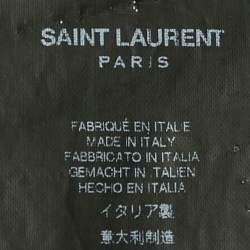 SAINT LAURENT
PARIS
FABRIQUÉ EN ITALIE
MADE IN ITALY
FABBRICATO IN ITALIA
GEMACHT IN ITALIEN
HECHO EN ITALIA
イタリア製
意大利制造